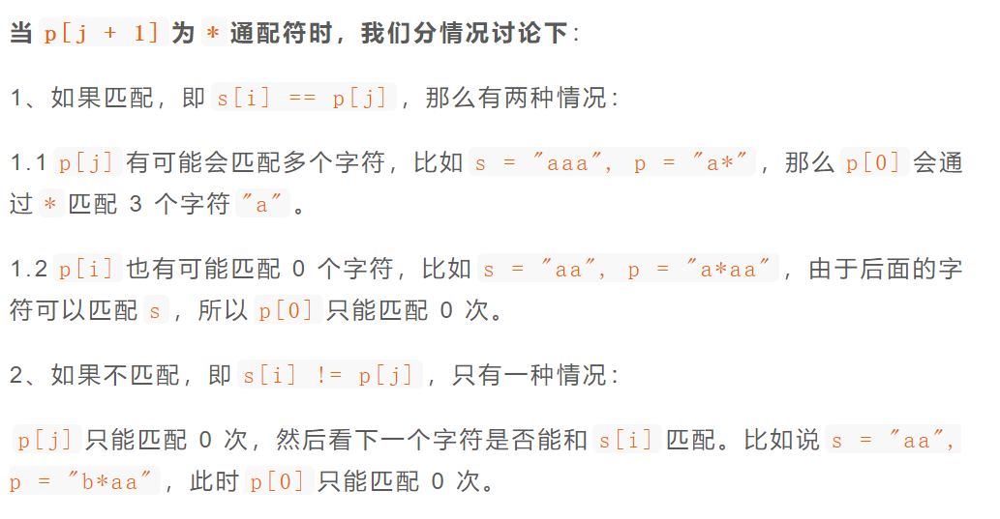 当 p[j + 1] 为 * 通配符时，我们分情况讨论下：
1、如果匹配，即 s[i] == p[j] ，那么有两种情况：
1.1 p[j] 有可能会匹配多个字符，比如 s = "aaa", p = "a*" ，那么 p[0] 会通
过 * 匹配 3 个字符 "a" 。
1.2 p[i] 也有可能匹配 0 个字符，比如 s = "aa", p = "a*aa" ，由于后面的字
符可以匹配 s ，所以 p[0] 只能匹配 0 次。
2、如果不匹配，即 s[i] != p[j] ，只有一种情况：
p[j] 只能匹配 0 次，然后看下一个字符是否能和 s[i] 匹配。比如说 s = "aa",
p = "b*aa" ，此时 p[0] 只能匹配 0 次。